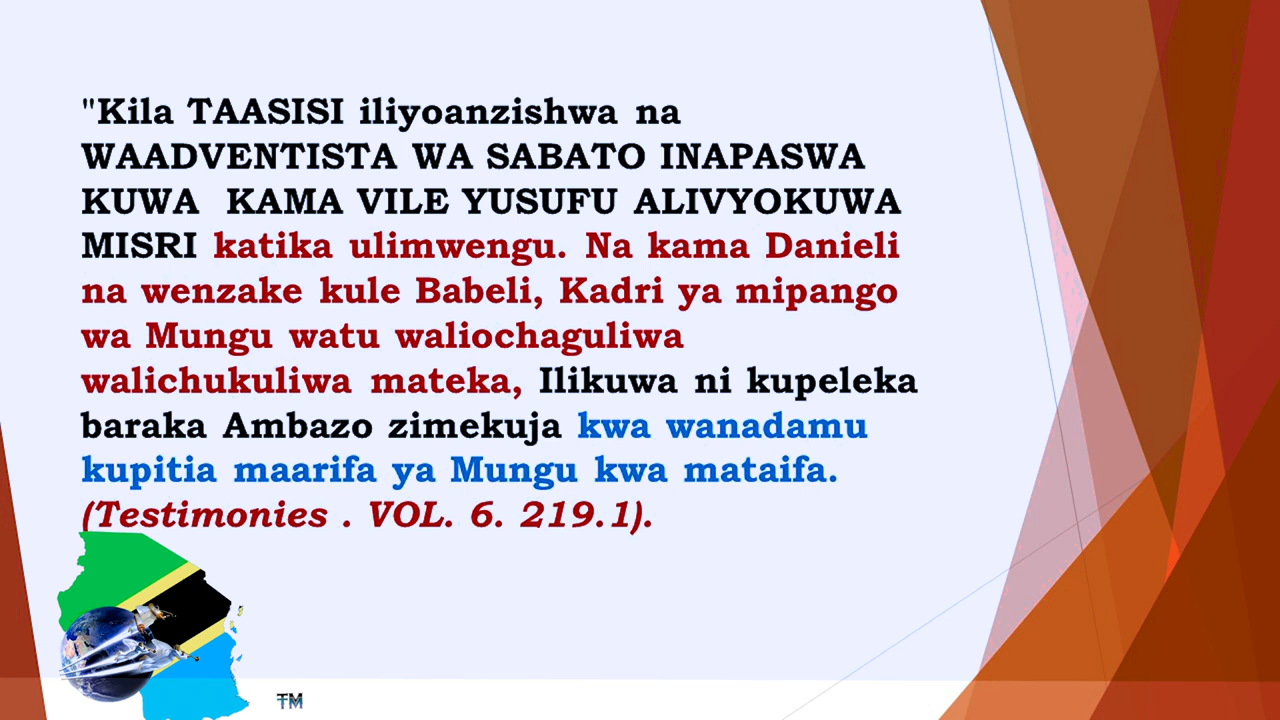 "Kila TAASISI iliyoanzishwa na
WAADVENTISTA WA SABATO INAPASWA
KUWA KAMA VILE YUSUFU ALIVYOKUWA
MISRI katika ulimwengu. Na kama Danieli
na wenzake kule Babeli, Kadri ya mipango
wa Mungu watu waliochaguliwa
walichukuliwa mateka, Ilikuwa ni kupeleka
baraka Ambazo zimekuja kwa wanadamu
kupitia maarifa ya Mungu kwa mataifa.
(Testimonies . VOL. 6. 219.1).
TM